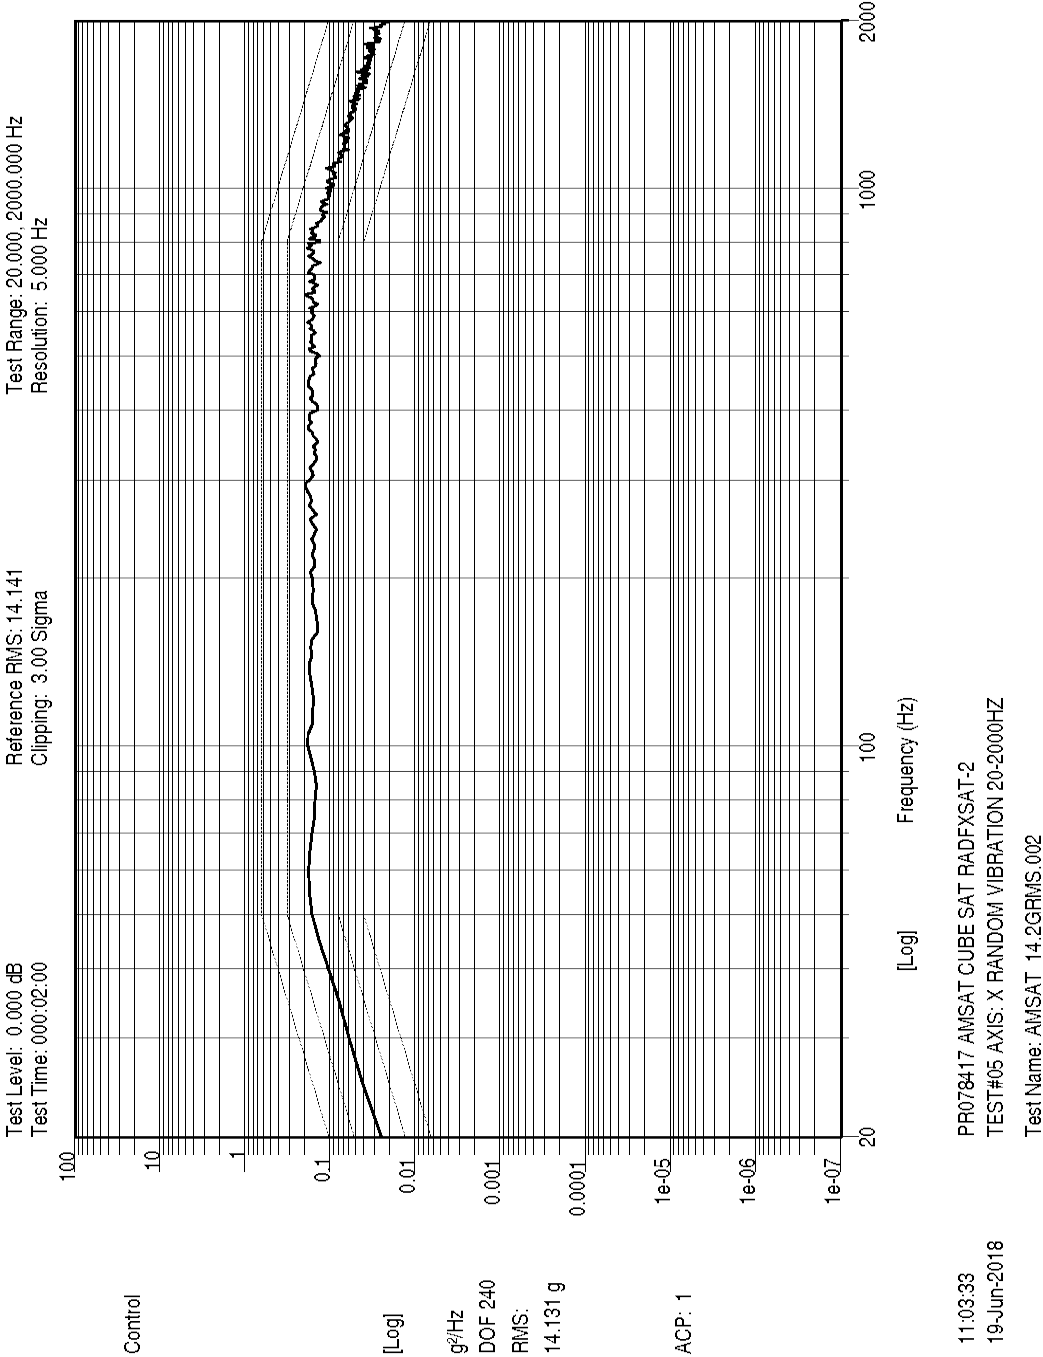 Test Level: 0.000 dB
Test Time: 000:02:00
Reference RMS: 14.141
Clipping: 3.00 Sigma
Test Range: 20.000, 2000.000 Hz
Resolution: 5.000 Hz
Control
[Log]
g²/Hz
DOF 240
RMS:
14.131 g
ACP: 1
100
10
1
0.1
0.01
0.001
0.0001
1e-05
1e-06
1e-07
20
100
1000
2000
[Log]
Frequency (Hz)
11:03:33
19-Jun-2018
PR078417 AMSAT CUBE SAT RADFXSAT-2
TEST#05 AXIS: X RANDOM VIBRATION 20-2000HZ
Test Name: AMSAT 14.2GRMS.002